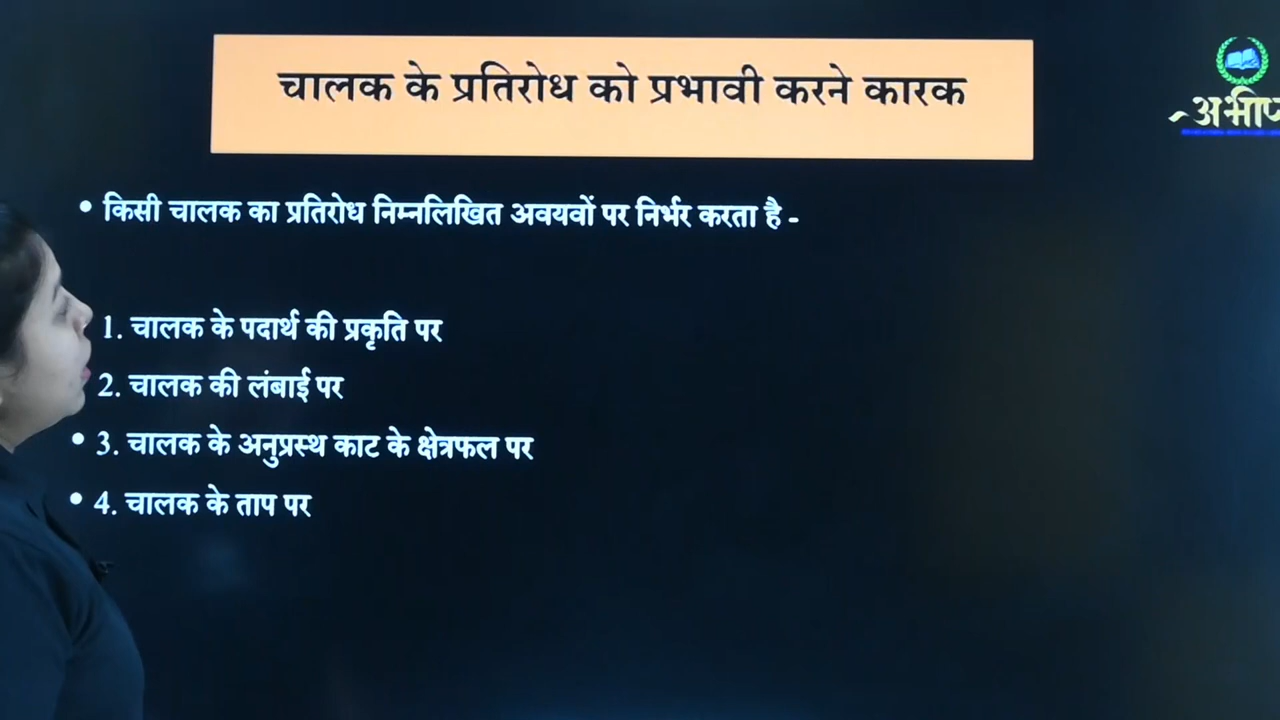 चालक के प्रतिरोध को प्रभावी करने कारक
• किसी चालक का प्रतिरोध निम्नलिखित अवयवों पर निर्भर करता है -
1. चालक के पदार्थ की प्रकृति पर
2. चालक की लंबाई पर
• 3. चालक के अनुप्रस्थ काट के क्षेत्रफल पर
• 4. चालक के ताप पर